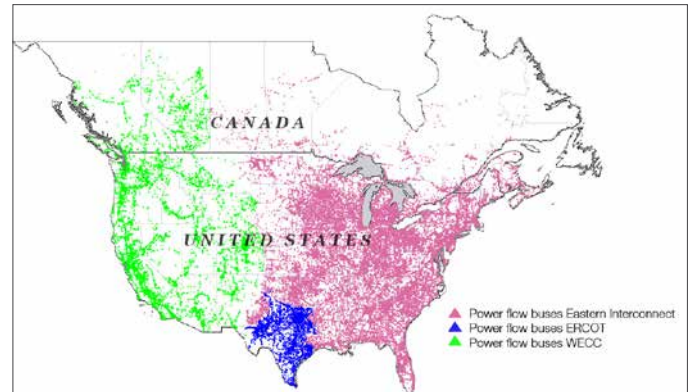 CANADA
UNITED STATES
Power flow buses Eastern Interconnect
Power flow buses ERCOT
Power flow buses WECC